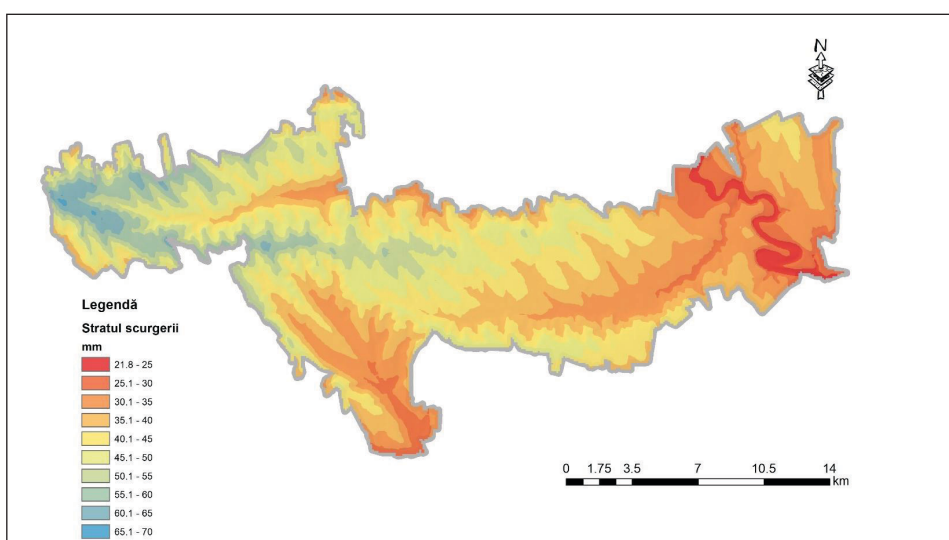 N
Legendă
Stratul scurgerii
mm
21.8 - 25
25.1 - 30
30.1 - 35
35.1 - 40
40.1 - 45
45.1 - 50
50.1 - 55
55.1 - 60
60.1 - 65
65.1 - 70
0 1.75 3.5 7 10.5 14
km